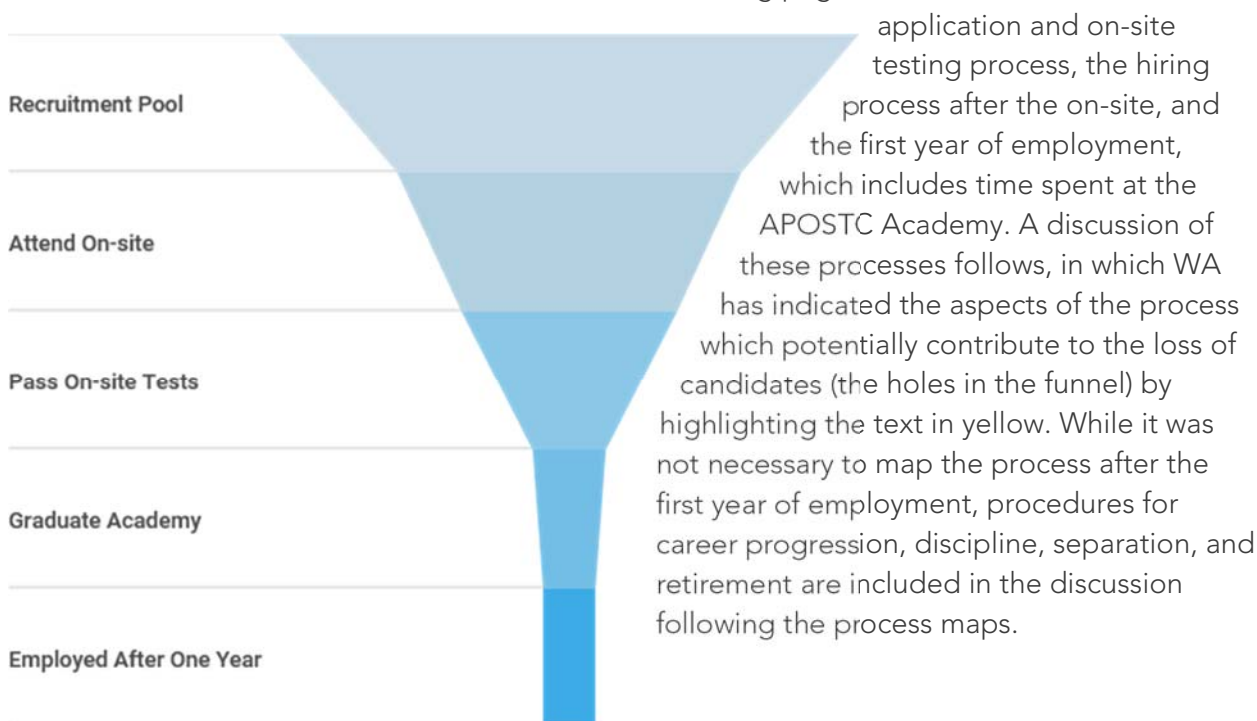 application and on-site
testing process, the hiring
process after the on-site, and
the first year of employment,
which includes time spent at the
APOSTC Academy. A discussion of
these processes follows, in which WA
has indicated the aspects of the process
which potentially contribute to the loss of
candidates (the holes in the funnel) by
highlighting the text in yellow. While it was
not necessary to map the process after the
first year of employment, procedures for
career progression, discipline, separation, and
retirement are included in the discussion
following the process maps.
Recruitment Pool
Attend On-site
Pass On-site Tests
Graduate Academy
Employed After One Year